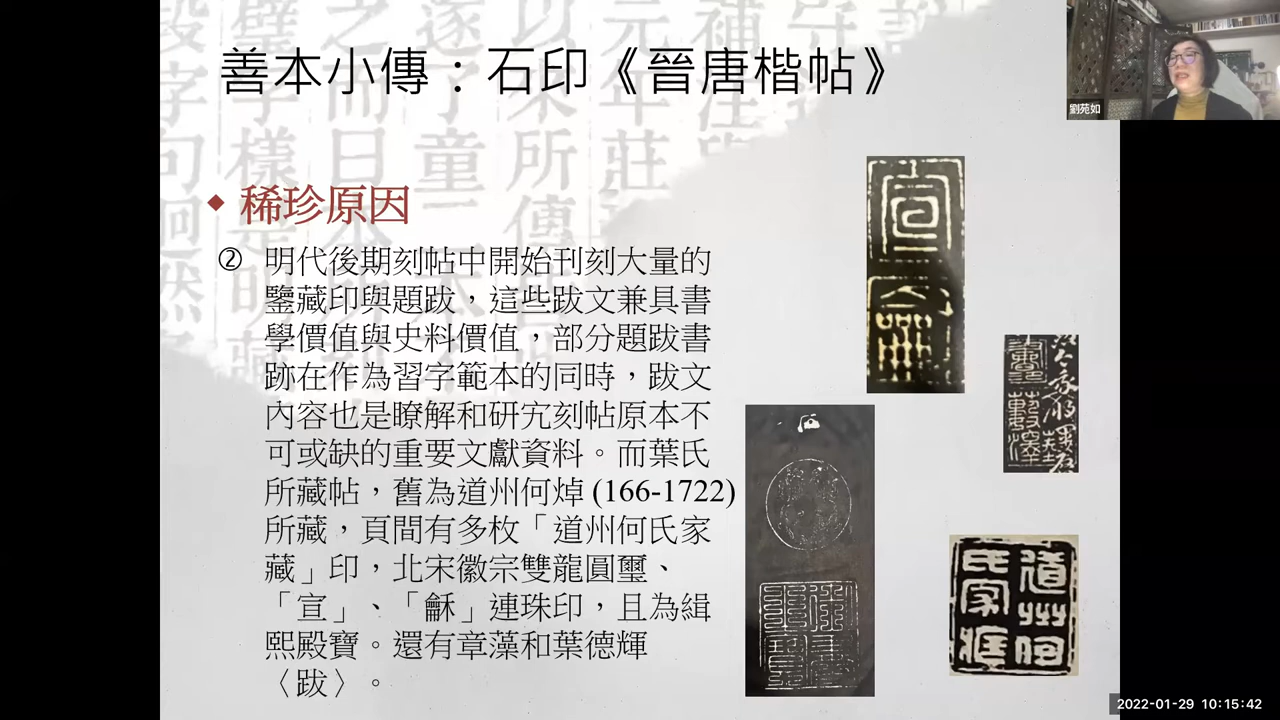 善本小傳：石印《晉唐楷帖》
劉苑如
◆ 稀珍原因
② 明代後期刻帖中開始刊刻大量的
鑒藏印與題跋，這些跋文兼具書
學價值與史料價值，部分題跋書
跡在作為習字範本的同時，跋文
內容也是瞭解和研究刻帖原本不
可或缺的重要文獻資料。而葉氏
所藏帖，舊為道州何焯 (166-1722)
所藏，頁間有多枚「道州何氏家
藏」印，北宋徽宗雙龍圓璽、
「宣」、「龢」連珠印，且為緝
熙殿寶。還有章藻和葉德輝
〈跋〉。
宣
龢
道州何
氏家藏
2022-01-29 10:15:42